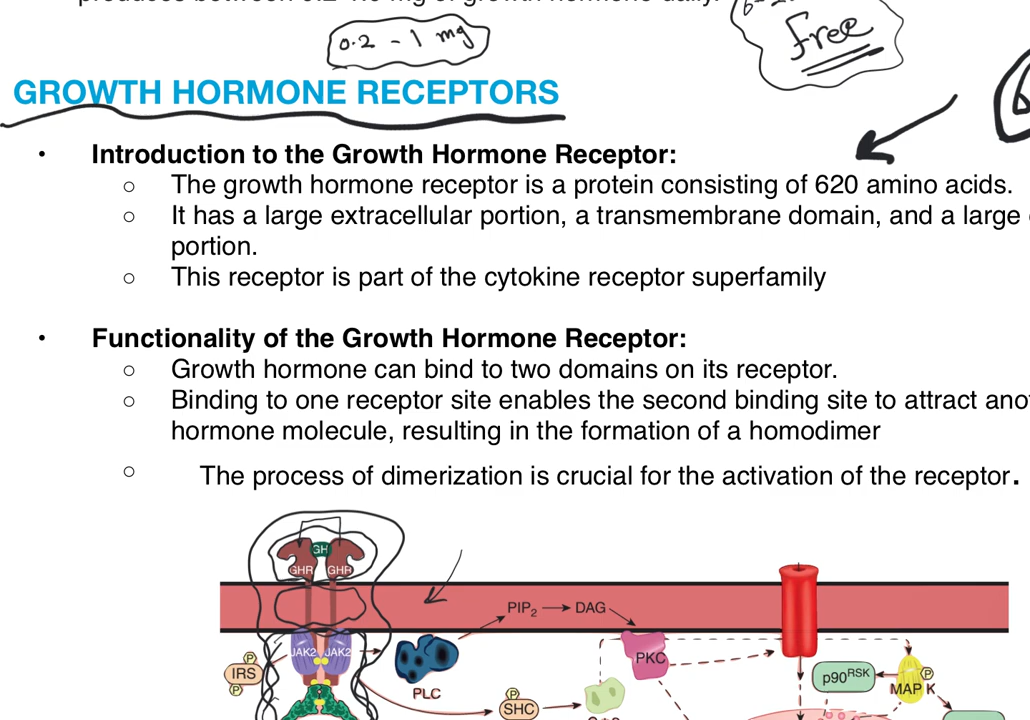 0.2 - 1 mg
free
GROWTH HORMONE RECEPTORS
• Introduction to the Growth Hormone Receptor:
○ The growth hormone receptor is a protein consisting of 620 amino acids.
○ It has a large extracellular portion, a transmembrane domain, and a large
portion.
○ This receptor is part of the cytokine receptor superfamily
• Functionality of the Growth Hormone Receptor:
○ Growth hormone can bind to two domains on its receptor.
○ Binding to one receptor site enables the second binding site to attract
hormone molecule, resulting in the formation of a homodimer
○ The process of dimerization is crucial for the activation of the receptor.
GH
GHR GHR
PIP2 DAG
JAK2 JAK2
PKC
P
IRS
P
PLC
p90RSK
P
MAP K
P
SHC